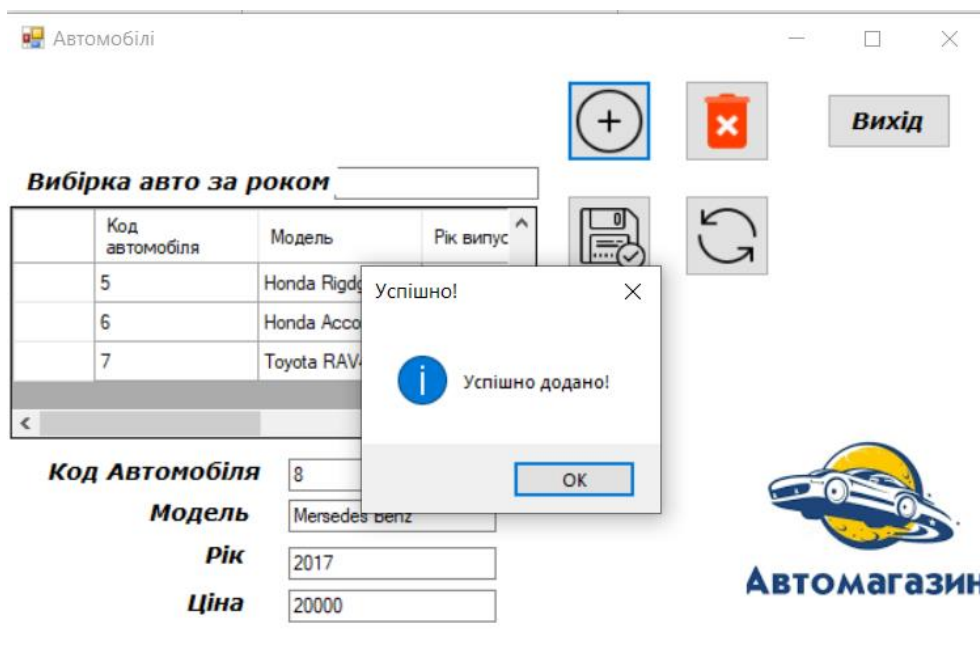 Автомобілі
Вихід
Вибірка авто за роком
Код автомобіля Модель Рік випус
5 Honda Rigdg
6 Honda Acco
7 Toyota RAV4
Успішно!
Успішно додано!
OK
Код Автомобіля 8
Модель Mersedes Benz
Рік 2017
Ціна 20000
Автомагазин